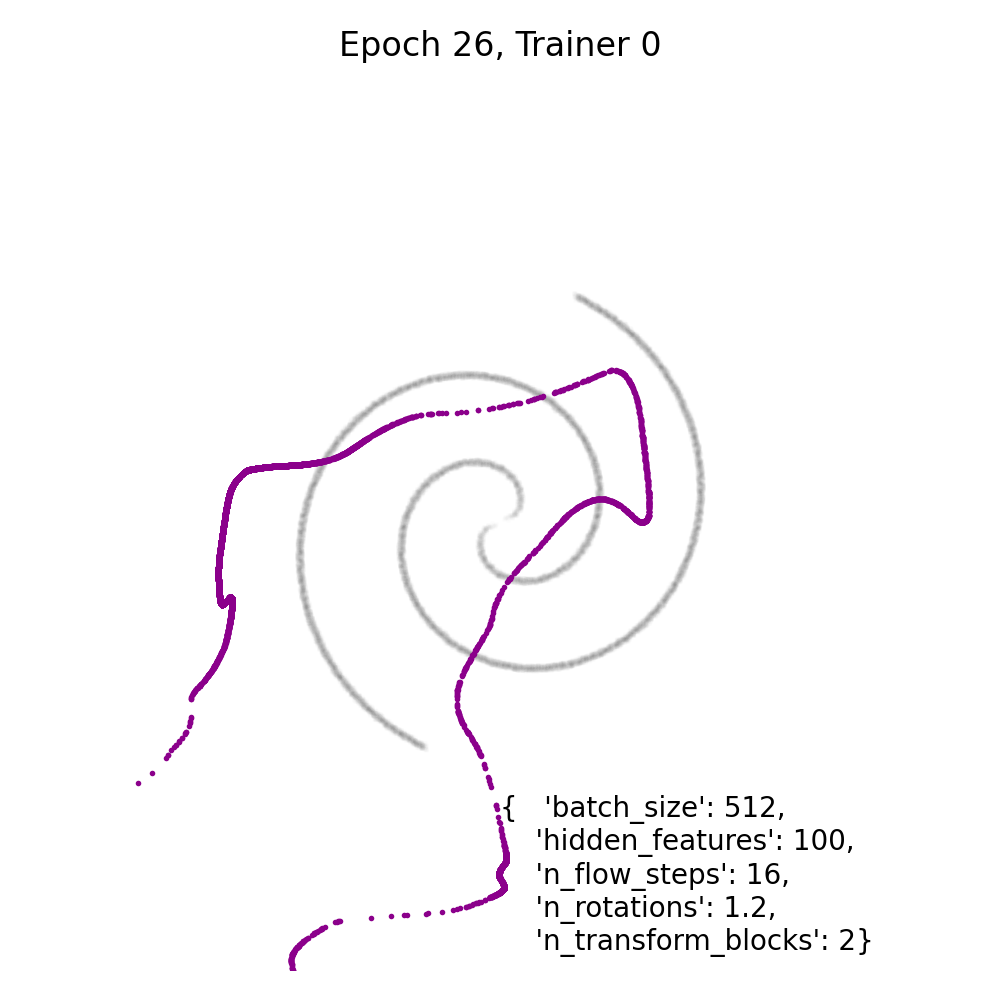 Epoch 26, Trainer 0
{   'batch_size': 512,
'hidden_features': 100,
'n_flow_steps': 16,
'n_rotations': 1.2,
'n_transform_blocks': 2}